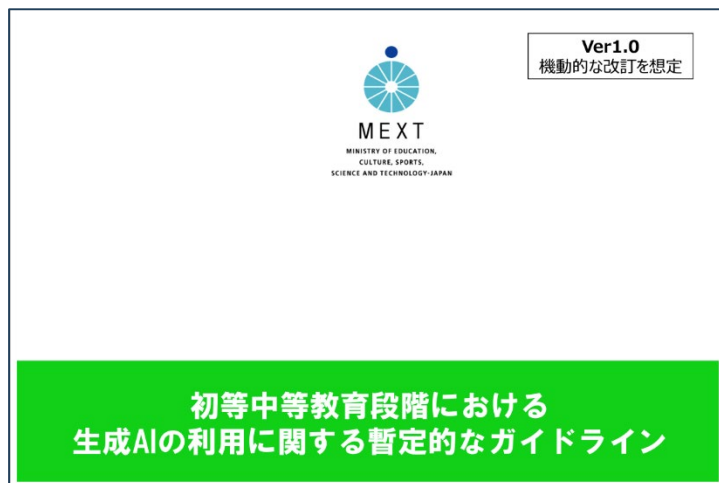 Ver1.0
機動的な改訂を想定
MEXT
MINISTRY OF EDUCATION,
CULTURE, SPORTS,
SCIENCE AND TECHNOLOGY-JAPAN
初等中等教育段階における
生成AIの利用に関する暫定的なガイドライン